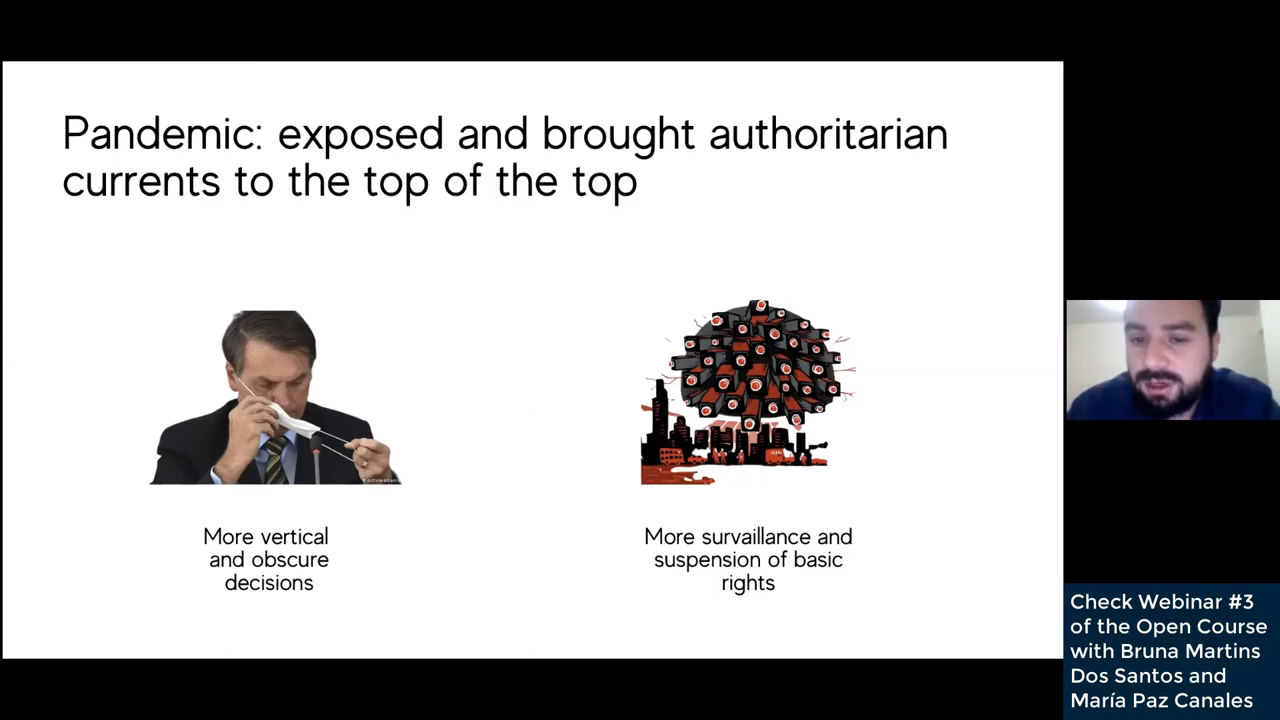 Pandemic: exposed and brought authoritarian
currents to the top of the top
More vertical
and obscure
decisions
More survaillance and
suspension of basic
rights
Check Webinar #3
of the Open Course
with Bruna Martins
Dos Santos and
María Paz Canales